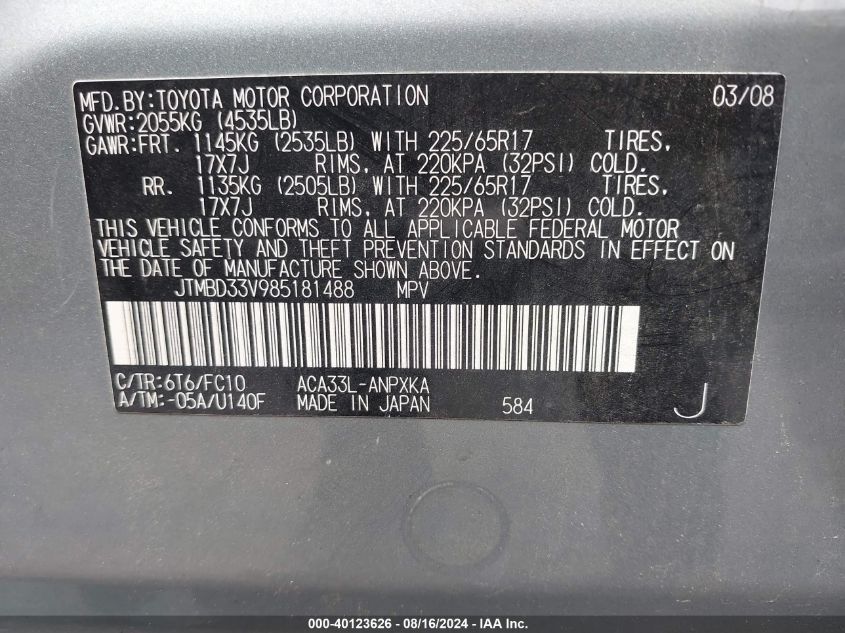 MFD.BY:TOYOTA MOTOR CORPORATION 03/08
GVWR:2055KG (4535LB)
GAWR:FRT. 1145KG (2535LB) WITH 225/65R17 TIRES,
17X7J RIMS, AT 220KPA (32PSI) COLD.
RR. 1135KG (2505LB) WITH 225/65R17 TIRES,
17X7J RIMS, AT 220KPA (32PSI) COLD.
THIS VEHICLE CONFORMS TO ALL APPLICABLE FEDERAL MOTOR
VEHICLE SAFETY AND THEFT PREVENTION STANDARDS IN EFFECT ON
THE DATE OF MANUFACTURE SHOWN ABOVE.
JTMBD33V985181488 MPV
C/TR:6T6/FC10 ACA33L-ANPXKA
A/TM:-05A/U140F MADE IN JAPAN 584 J
000-40123626 - 08/16/2024 - IAA Inc.